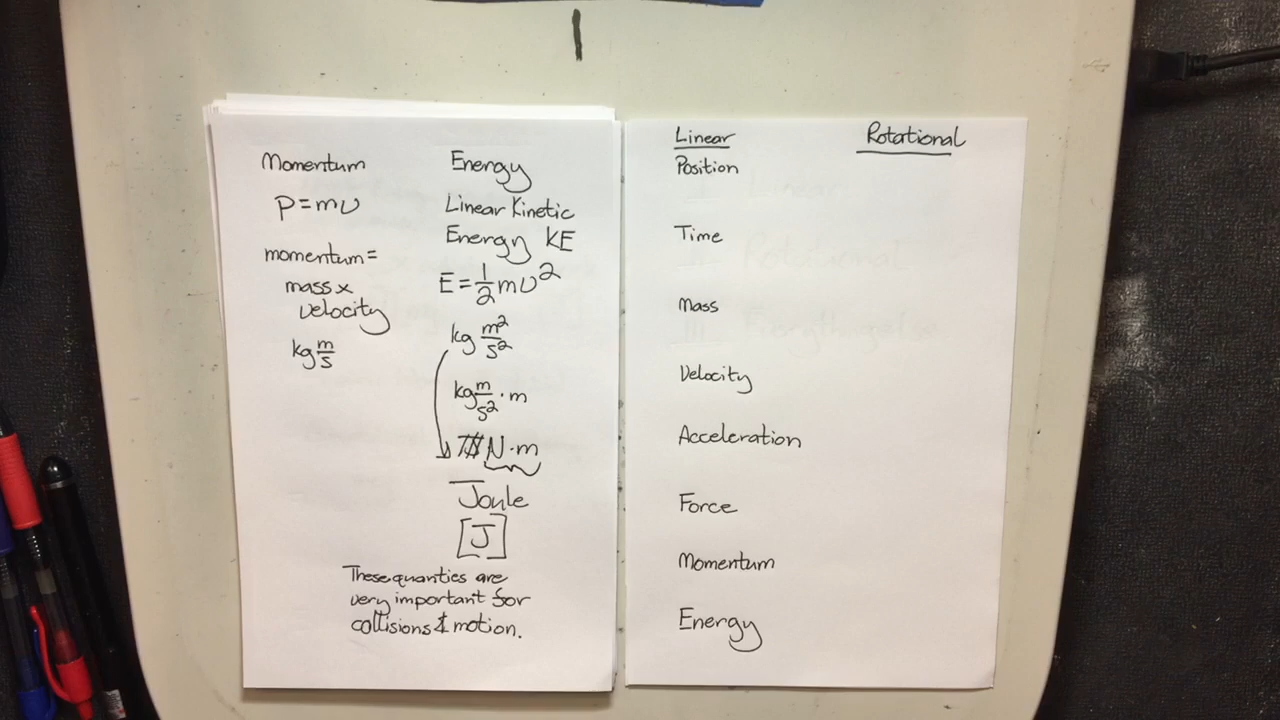 Momentum
P=mv
momentum=
mass x
velocity
kg m/s
Energy
Linear Kinetic
Energy KE
E=1/2mv²
kg m²/s²
kg m/s² · m
N·m
Joule
[J]
These quanties are
very important for
collisions & motion.
Linear
Rotational
Position
Time
Mass
Velocity
Acceleration
Force
Momentum
Energy